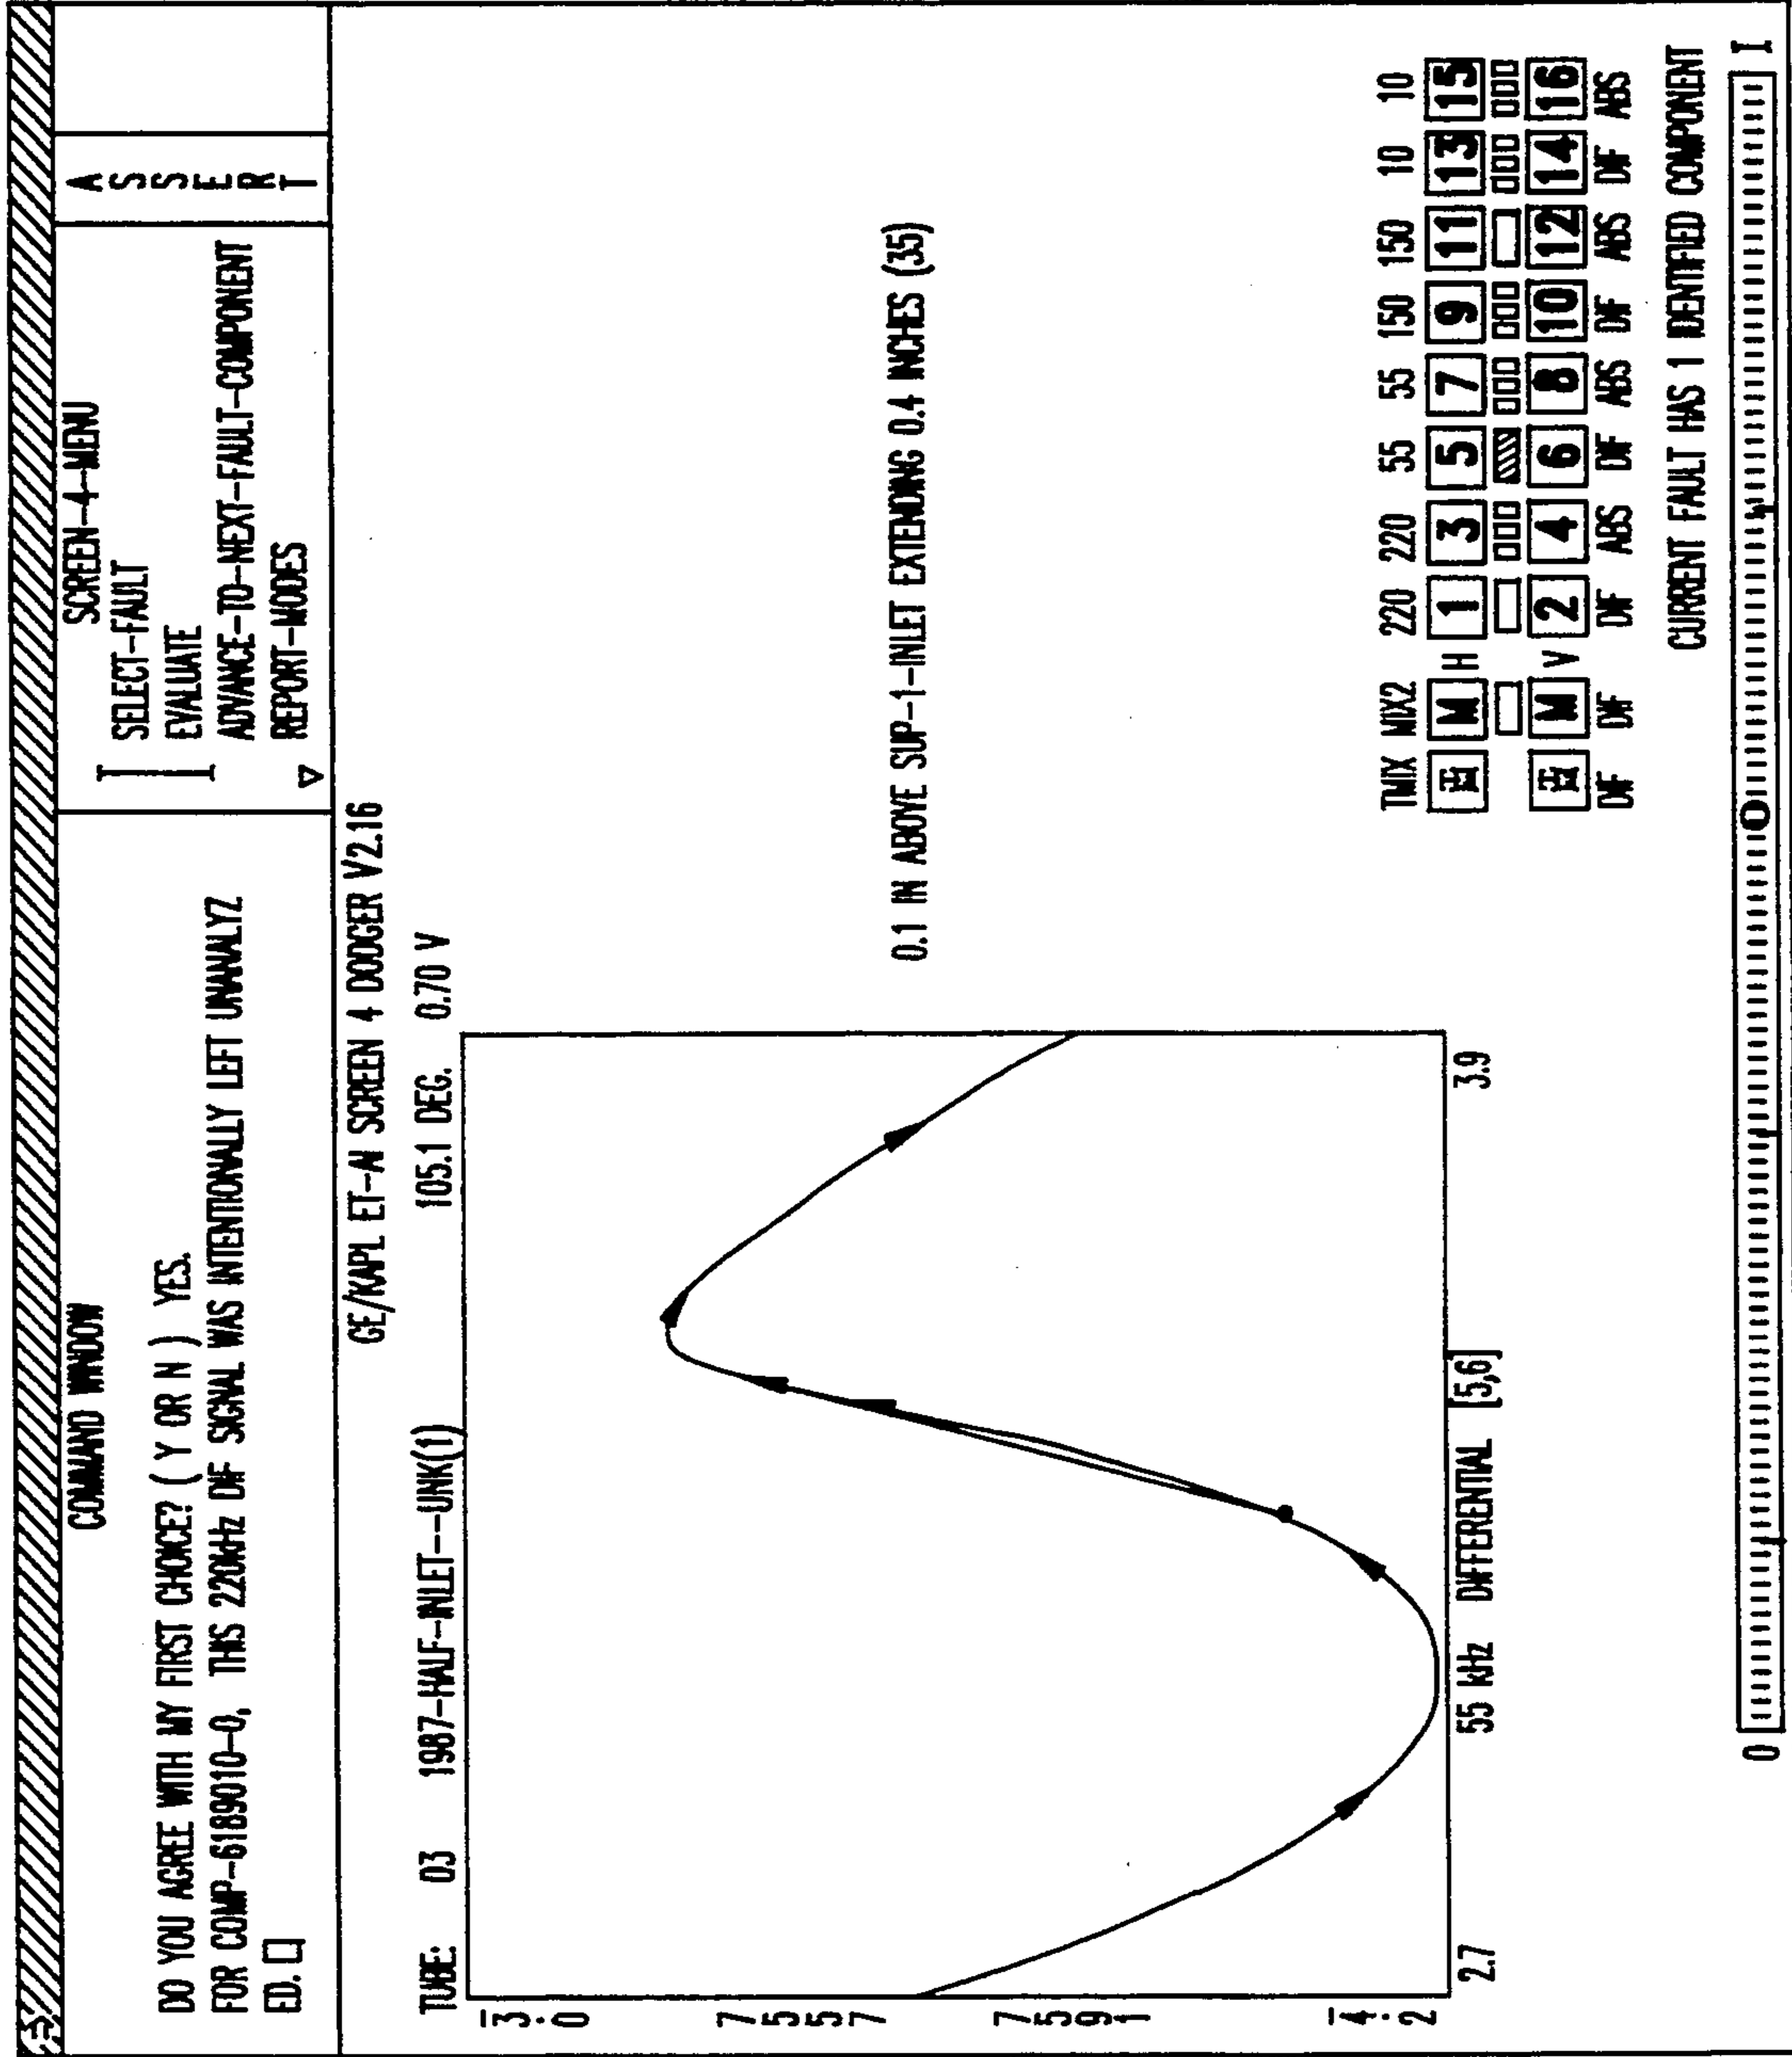 COMMAND WINDOW
DO YOU AGREE WITH MY FIRST CHOICE? ( Y OR N ) YES.
FOR COMP-6189010-0, THIS 220kHz DIF SIGNAL WAS INTENTIONALLY LEFT UNANALYZ
ED.
SCREEN-4-MENU
SELECT-FAULT
EVALUATE
ADVANCE-TO-NEXT-FAULT-COMPONENT
REPORT-MODES
ASSERT
GE/KAPL ET-AI SCREEN 4 DODGER V2.16
TUBE: 03 1987-HALF-INLET--UNK(1) 105.1 DEG. 0.70 V
-3.0
7557
7591
-4.2
2.7 3.9
55 kHz DIFFERENTIAL [5,6]
0.1 IN ABOVE SUP-1-INLET EXTENDING 0.4 INCHES (35)
TMIX MIX2 220 220 55 55 150 150 10 10
M H 1 3 5 7 9 11 13 15
M V 2 4 6 8 10 12 14 16
DIF DIF DIF ABS DIF ABS DIF ABS DIF ABS
CURRENT FAULT HAS 1 IDENTIFIED COMPONENT
0 I